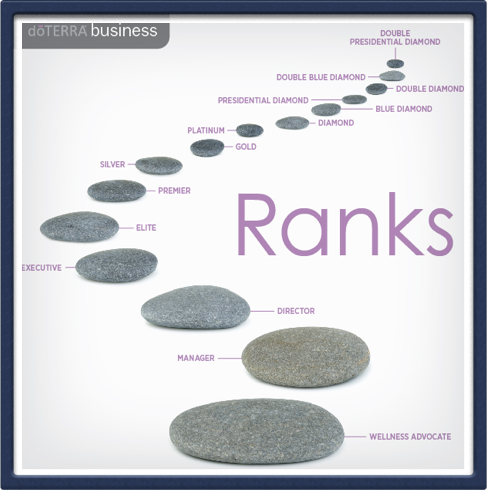 dōTERRA business
DOUBLE
PRESIDENTIAL DIAMOND
DOUBLE BLUE DIAMOND
DOUBLE DIAMOND
PRESIDENTIAL DIAMOND
BLUE DIAMOND
DIAMOND
PLATINUM
GOLD
SILVER
PREMIER
Ranks
ELITE
EXECUTIVE
DIRECTOR
MANAGER
WELLNESS ADVOCATE